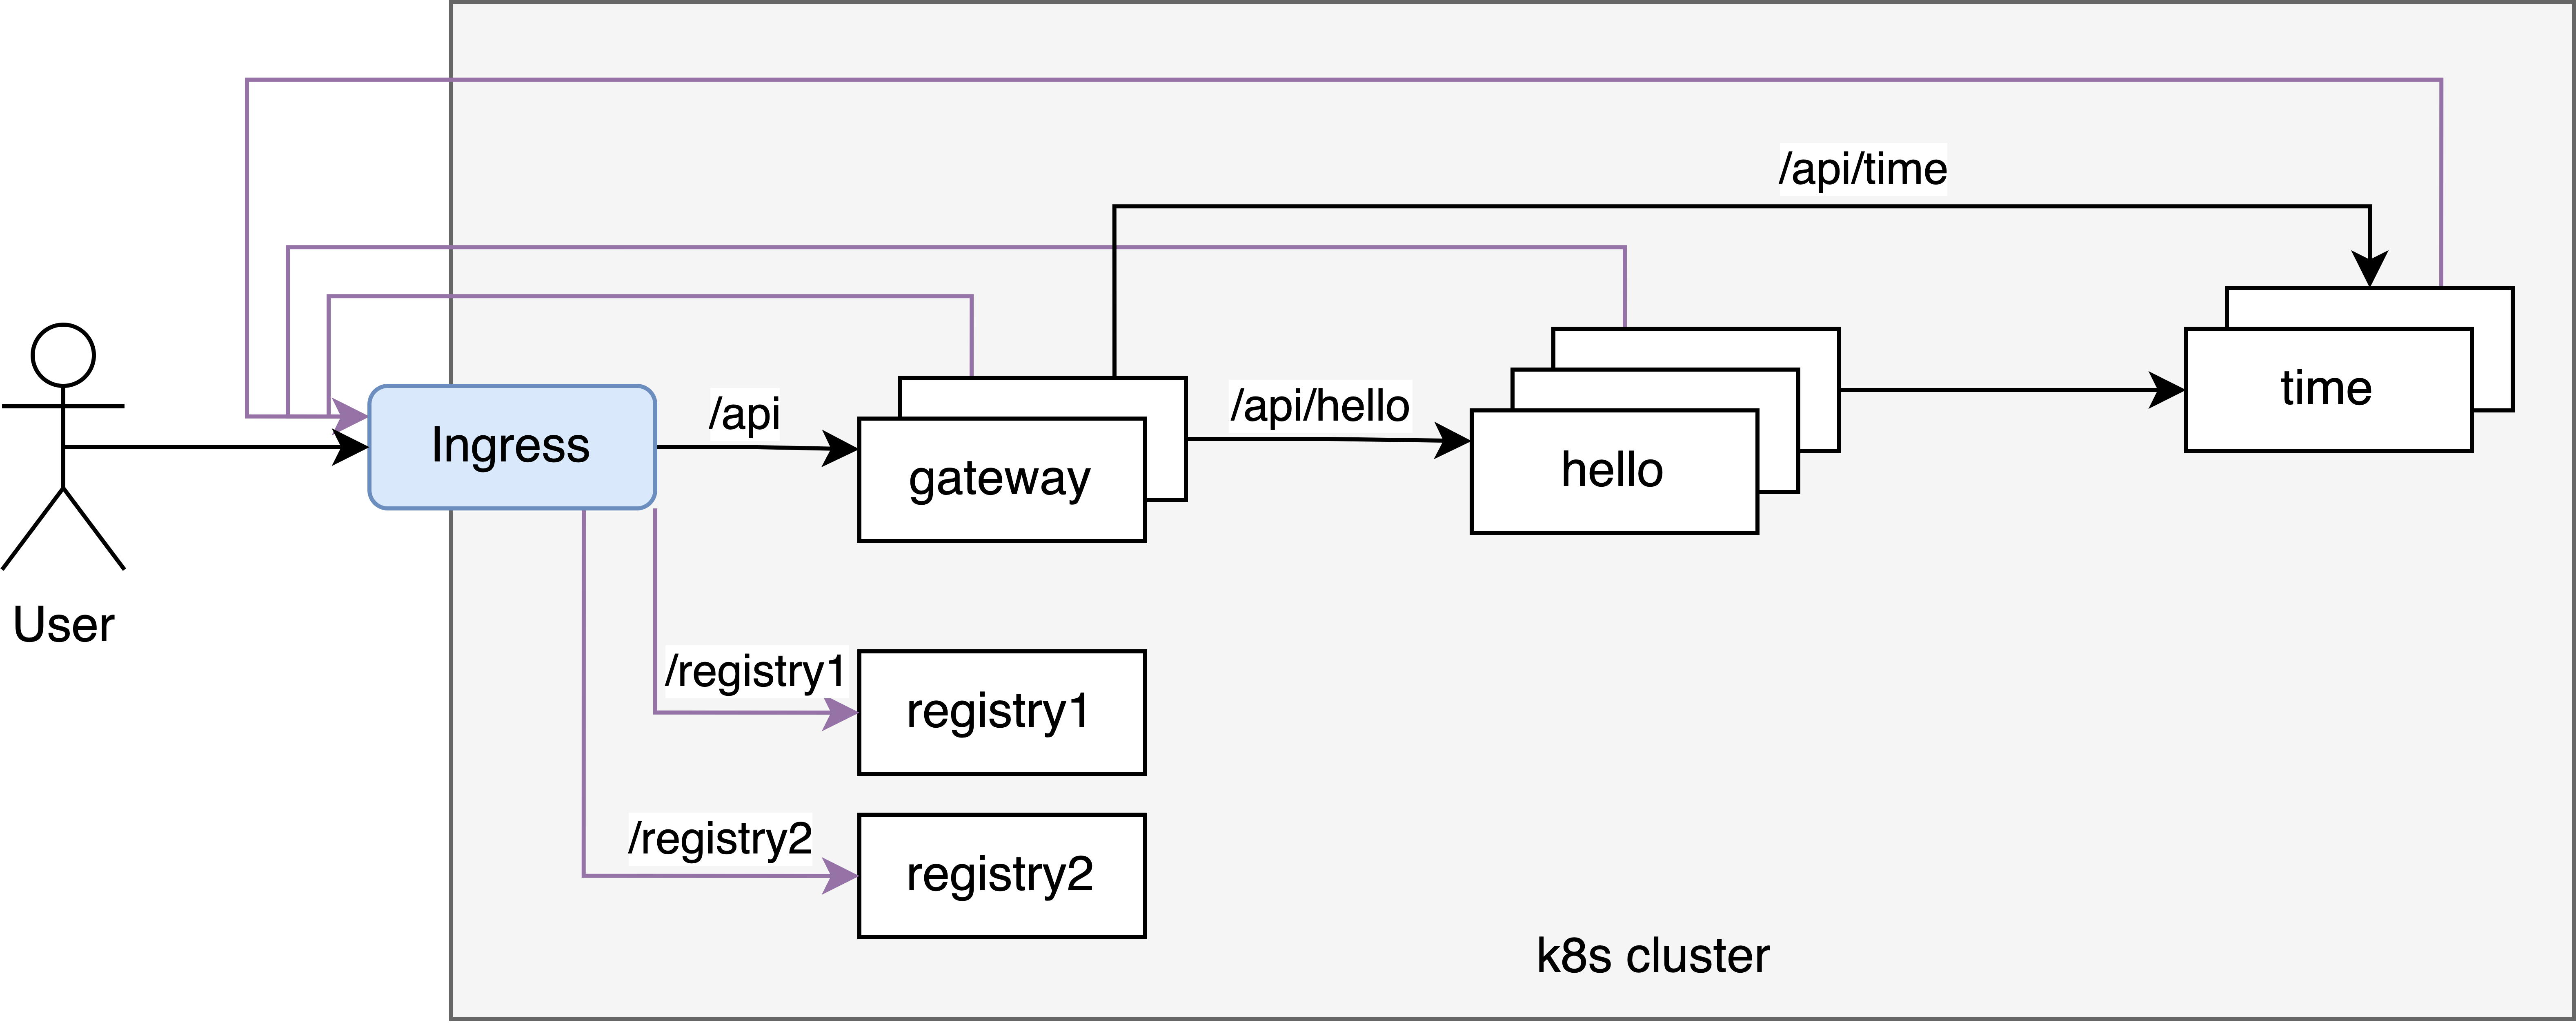 /api/time
/api
/api/hello
time
Ingress
gateway
hello
User
/registry1
registry1
/registry2
registry2
k8s cluster